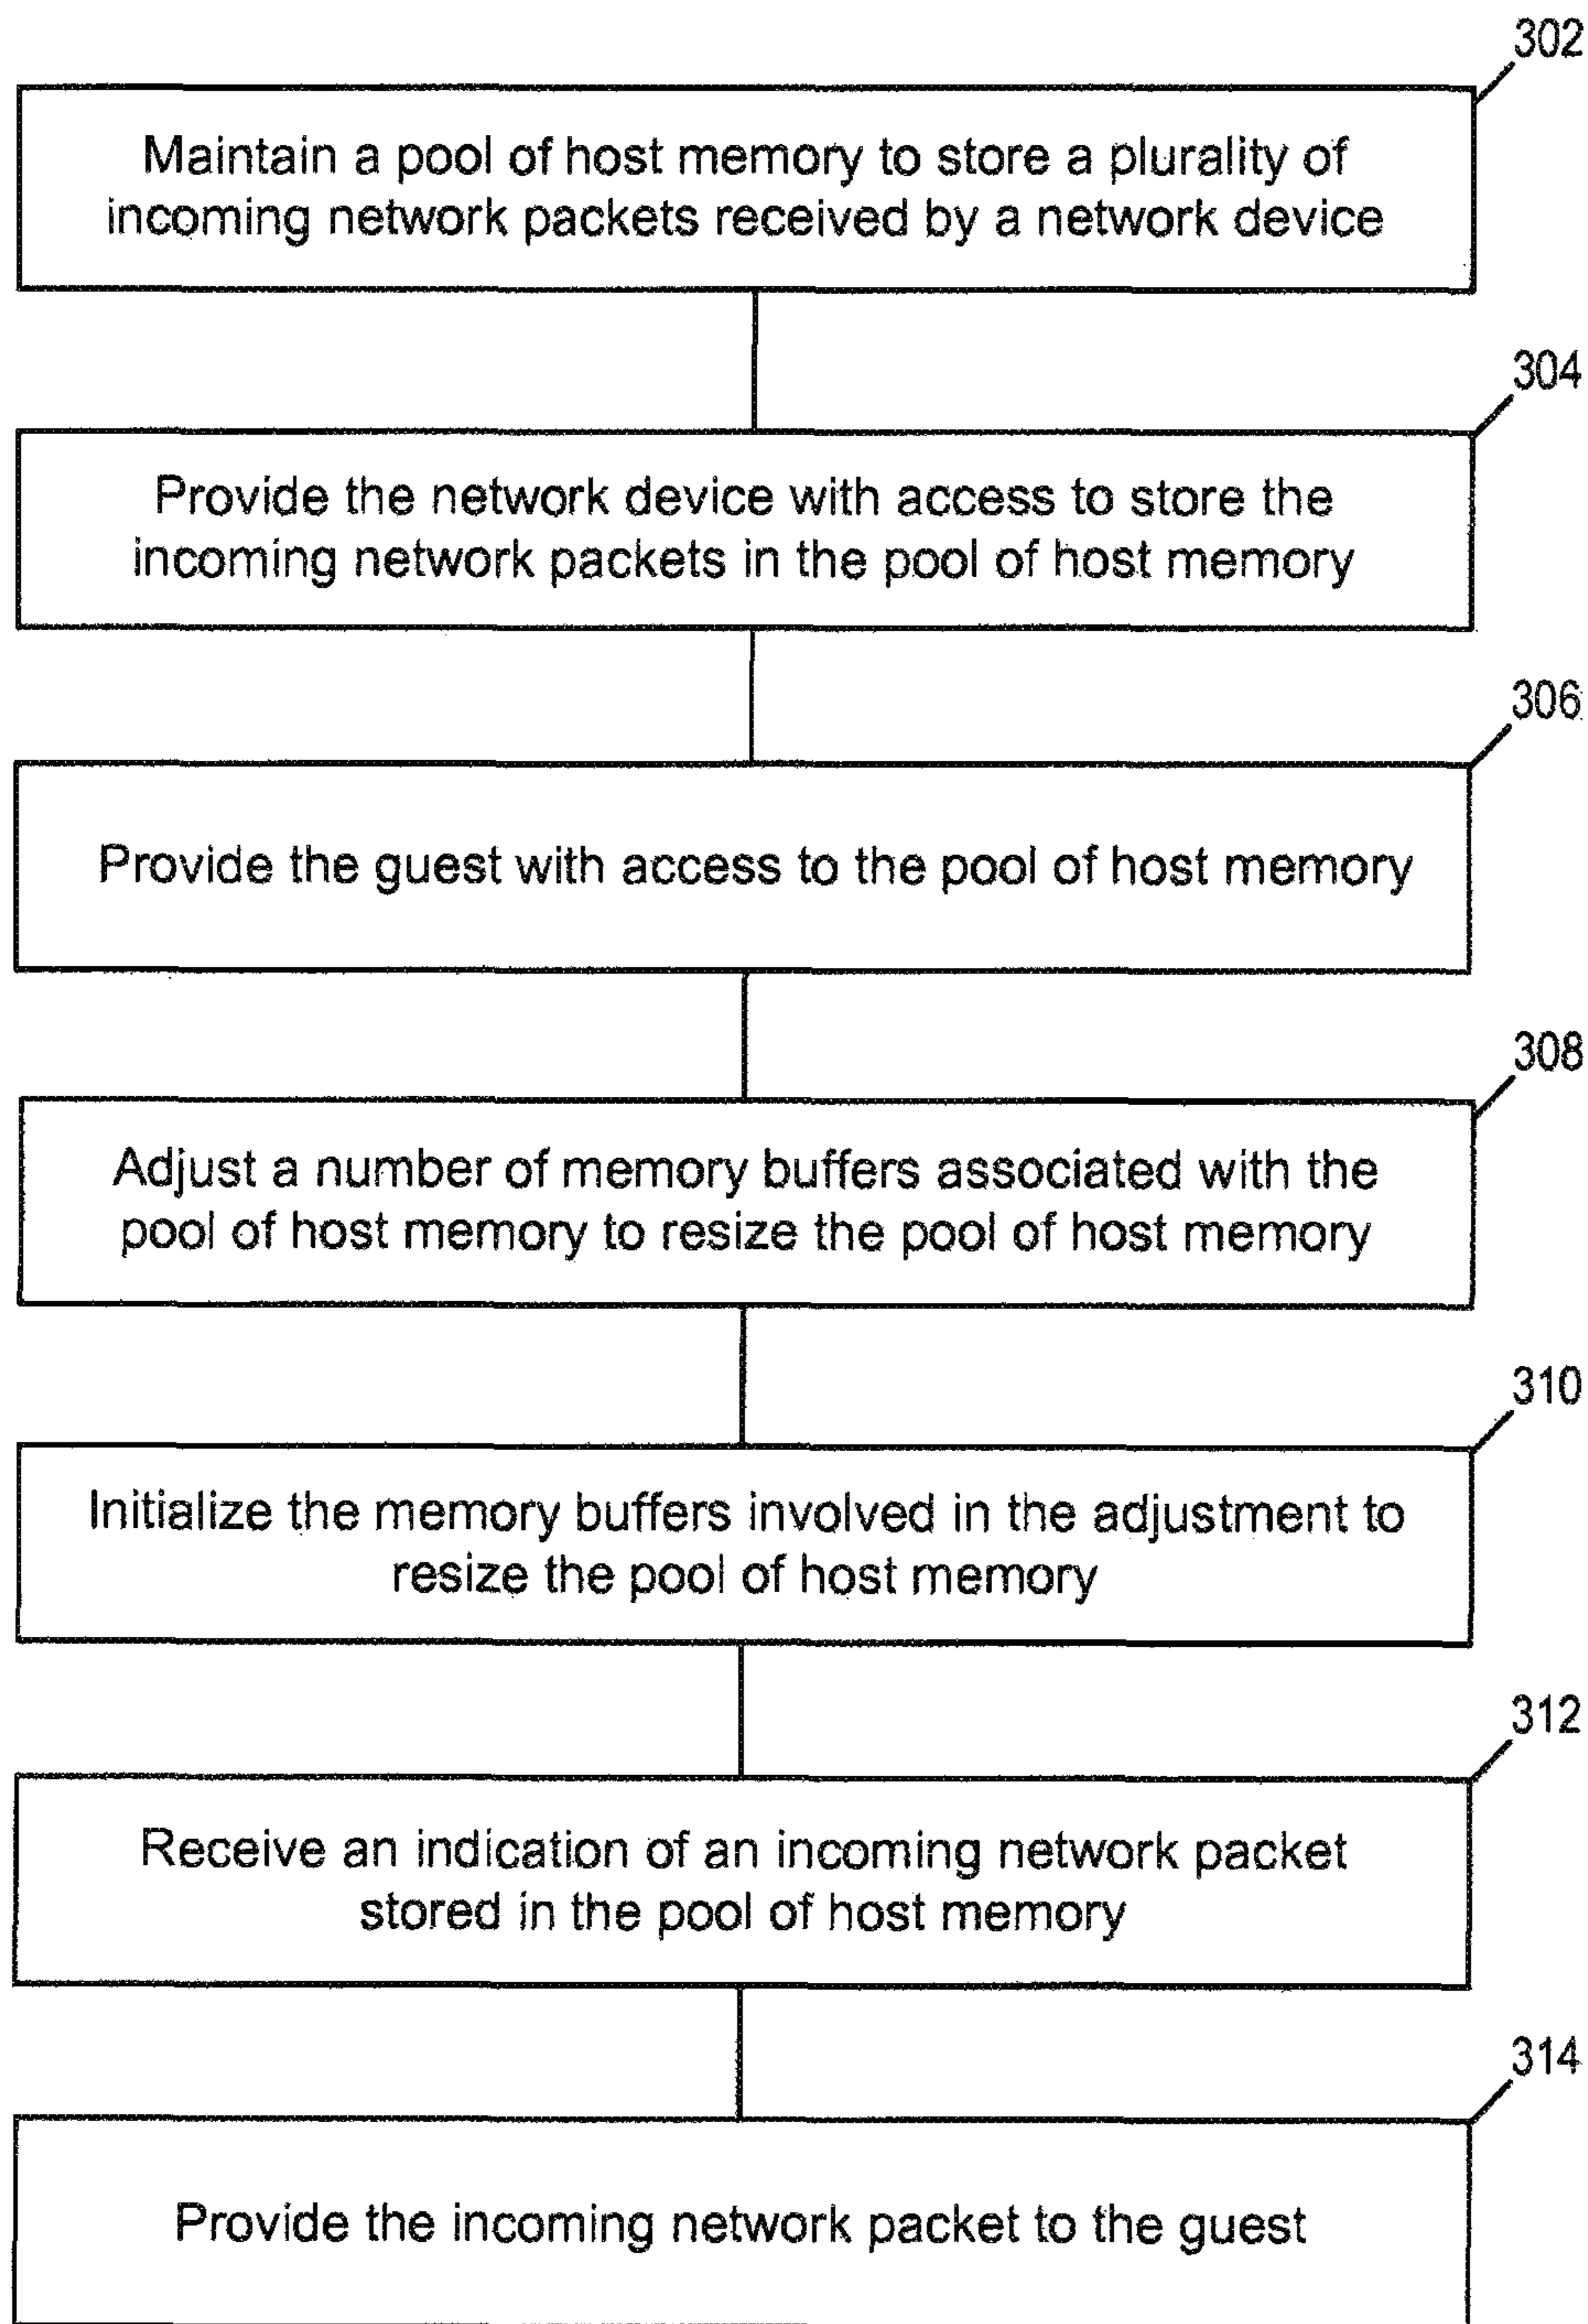 302
Maintain a pool of host memory to store a plurality of
incoming network packets received by a network device
304
Provide the network device with access to store the
incoming network packets in the pool of host memory
306
Provide the guest with access to the pool of host memory
308
Adjust a number of memory buffers associated with the
pool of host memory to resize the pool of host memory
310
Initialize the memory buffers involved in the adjustment to
resize the pool of host memory
312
Receive an indication of an incoming network packet
stored in the pool of host memory
314
Provide the incoming network packet to the guest